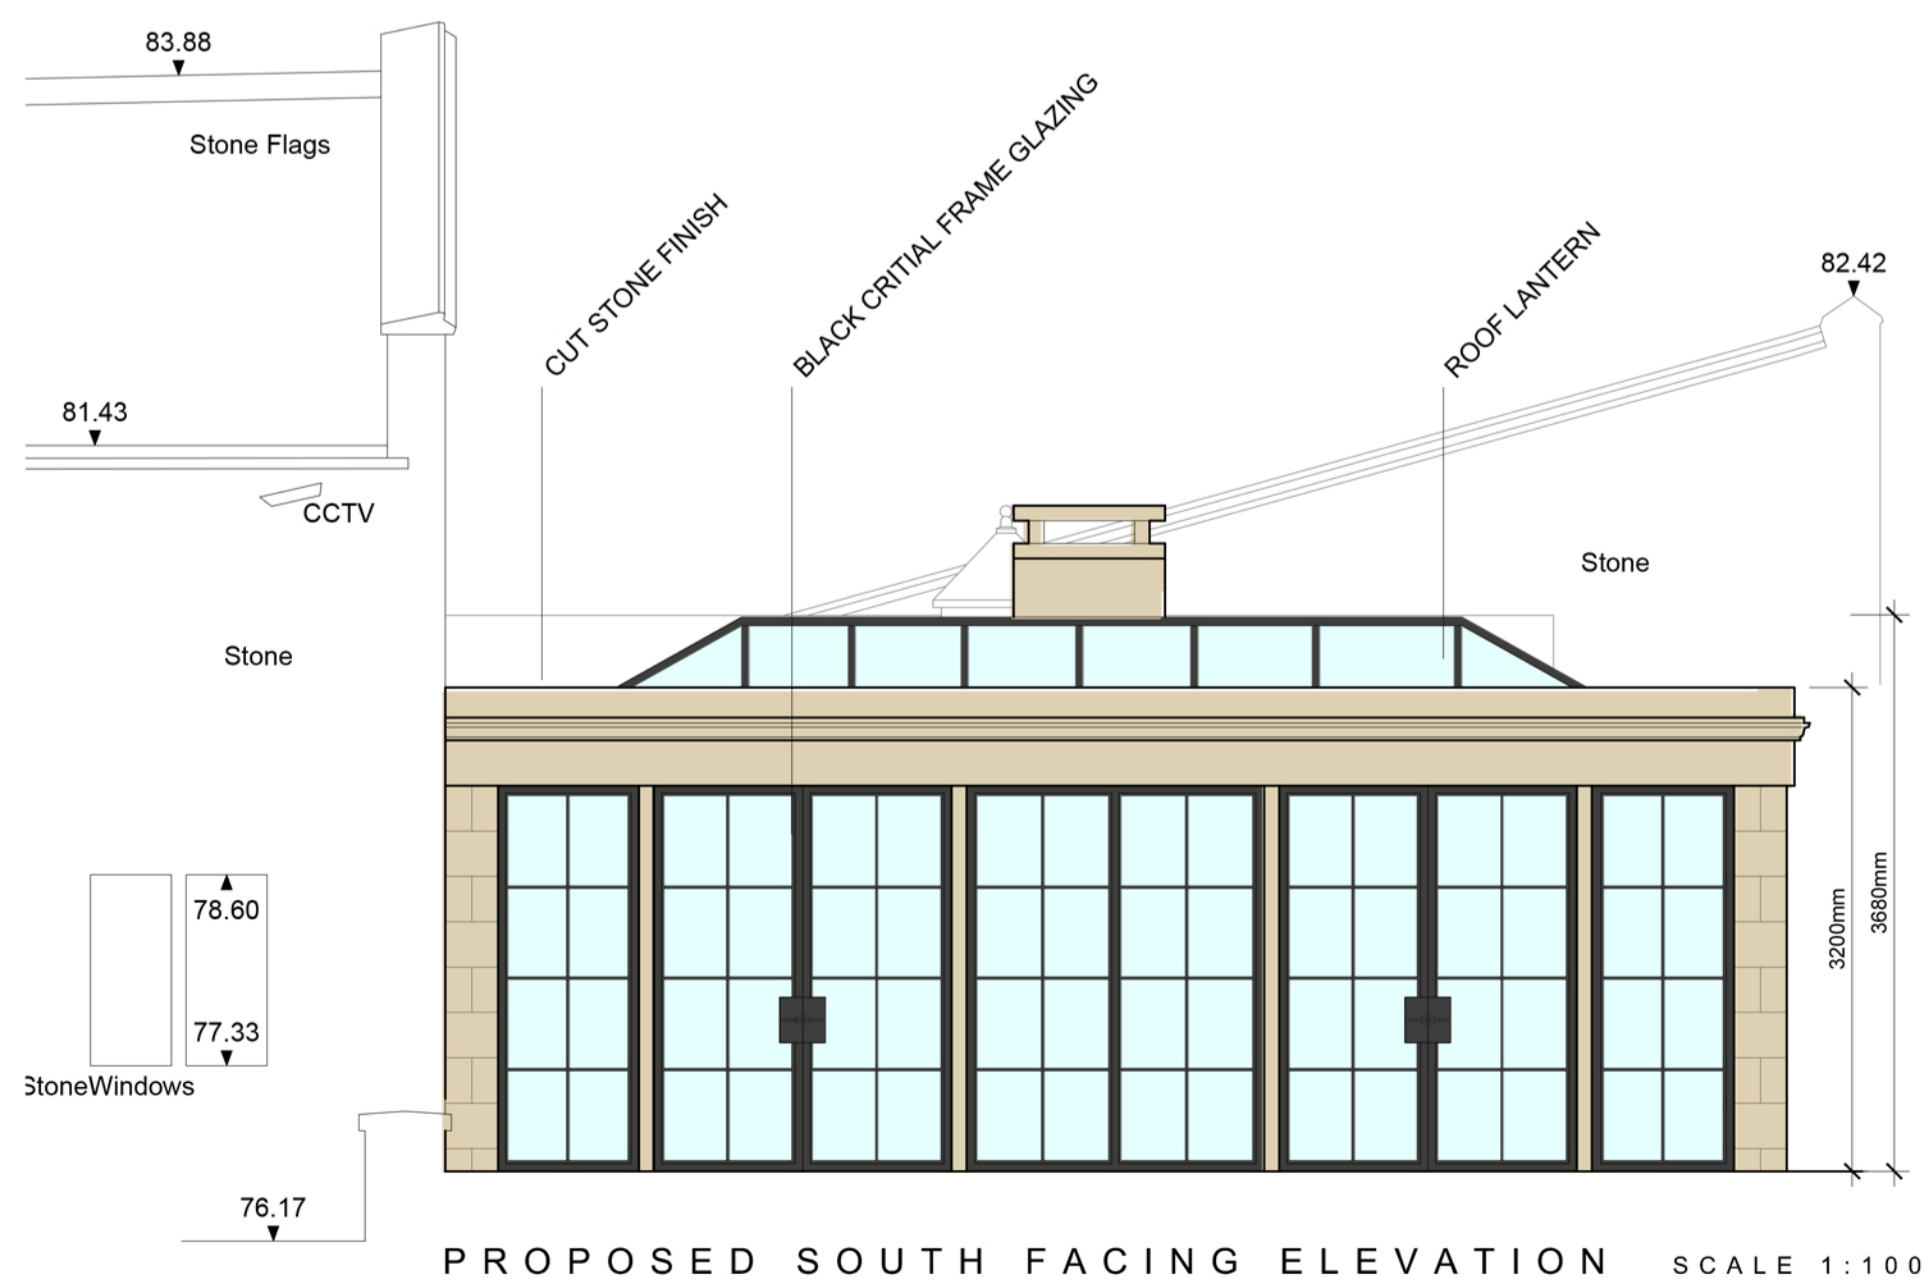 83.88
Stone Flags
CUT STONE FINISH
BLACK CRITIAL FRAME GLAZING
ROOF LANTERN
82.42
81.43
CCTV
Stone
Stone
78.60
77.33
StoneWindows
3200mm
3680mm
76.17
PROPOSED SOUTH FACING ELEVATION SCALE 1:100